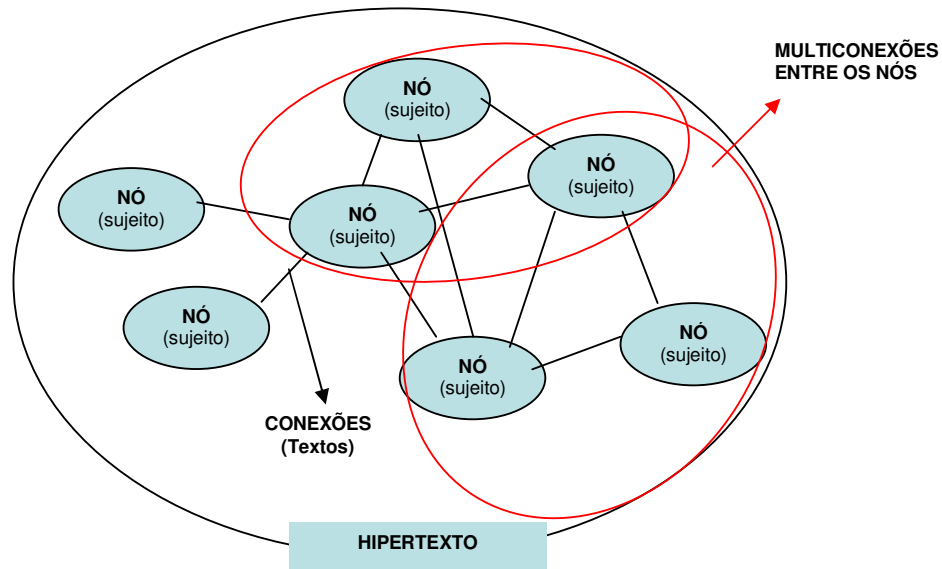 MULTICONEXÕES
ENTRE OS NÓS
NÓ
(sujeito)
NÓ
(sujeito)
NÓ
(sujeito)
NÓ
(sujeito)
NÓ
(sujeito)
NÓ
(sujeito)
NÓ
(sujeito)
CONEXÕES
(Textos)
HIPERTEXTO